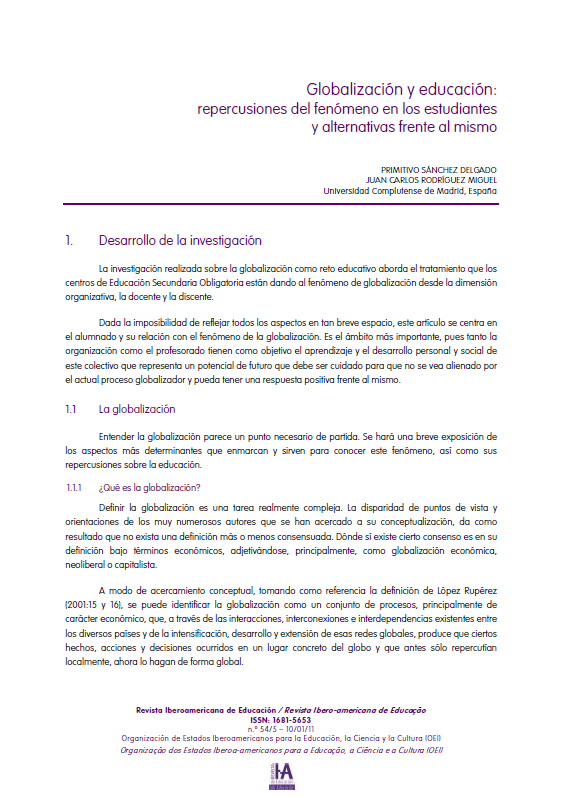 Globalización y educación:
repercusiones del fenómeno en los estudiantes
y alternativas frente al mismo
PRIMITIVO SÁNCHEZ DELGADO
JUAN CARLOS RODRÍGUEZ MIGUEL
Universidad Complutense de Madrid, España
1. Desarrollo de la investigación
La investigación realizada sobre la globalización como reto educativo aborda el tratamiento que los
centros de Educación Secundaria Obligatoria están dando al fenómeno de globalización desde la dimensión
organizativa, la docente y la discente.
Dada la imposibilidad de reflejar todos los aspectos en tan breve espacio, este artículo se centra en
el alumnado y su relación con el fenómeno de la globalización. Es el ámbito más importante, pues tanto la
organización como el profesorado tienen como objetivo el aprendizaje y el desarrollo personal y social de
este colectivo que representa un potencial de futuro que debe ser cuidado para que no se vea alienado por
el actual proceso globalizador y pueda tener una respuesta positiva frente al mismo.
1.1 La globalización
Entender la globalización parece un punto necesario de partida. Se hará una breve exposición de
los aspectos más determinantes que enmarcan y sirven para conocer este fenómeno, así como sus
repercusiones sobre la educación.
1.1.1 ¿Qué es la globalización?
Definir la globalización es una tarea realmente compleja. La disparidad de puntos de vista y
orientaciones de los muy numerosos autores que se han acercado a su conceptualización, da como
resultado que no exista una definición más o menos consensuada. Dónde sí existe cierto consenso es en su
definición bajo términos económicos, adjetivándose, principalmente, como globalización económica,
neoliberal o capitalista.
A modo de acercamiento conceptual, tomando como referencia la definición de López Rupérez
(2001:15 y 16), se puede identificar la globalización como un conjunto de procesos, principalmente de
carácter económico, que, a través de las interacciones, interconexiones e interdependencias existentes entre
los diversos países y de la intensificación, desarrollo y extensión de esas redes globales, produce que ciertos
hechos, acciones y decisiones ocurridos en un lugar concreto del globo y que antes sólo repercutían
localmente, ahora lo hagan de forma global.
Revista Iberoamericana de Educación / Revista Ibero-americana de Educação
ISSN: 1681-5653
n.º 54/5 – 10/01/11
Organización de Estados Iberoamericanos para la Educación, la Ciencia y la Cultura (OEI)
Organização dos Estados Iberoa-americanos para a Educação, a Ciência e a Cultura (OEI)